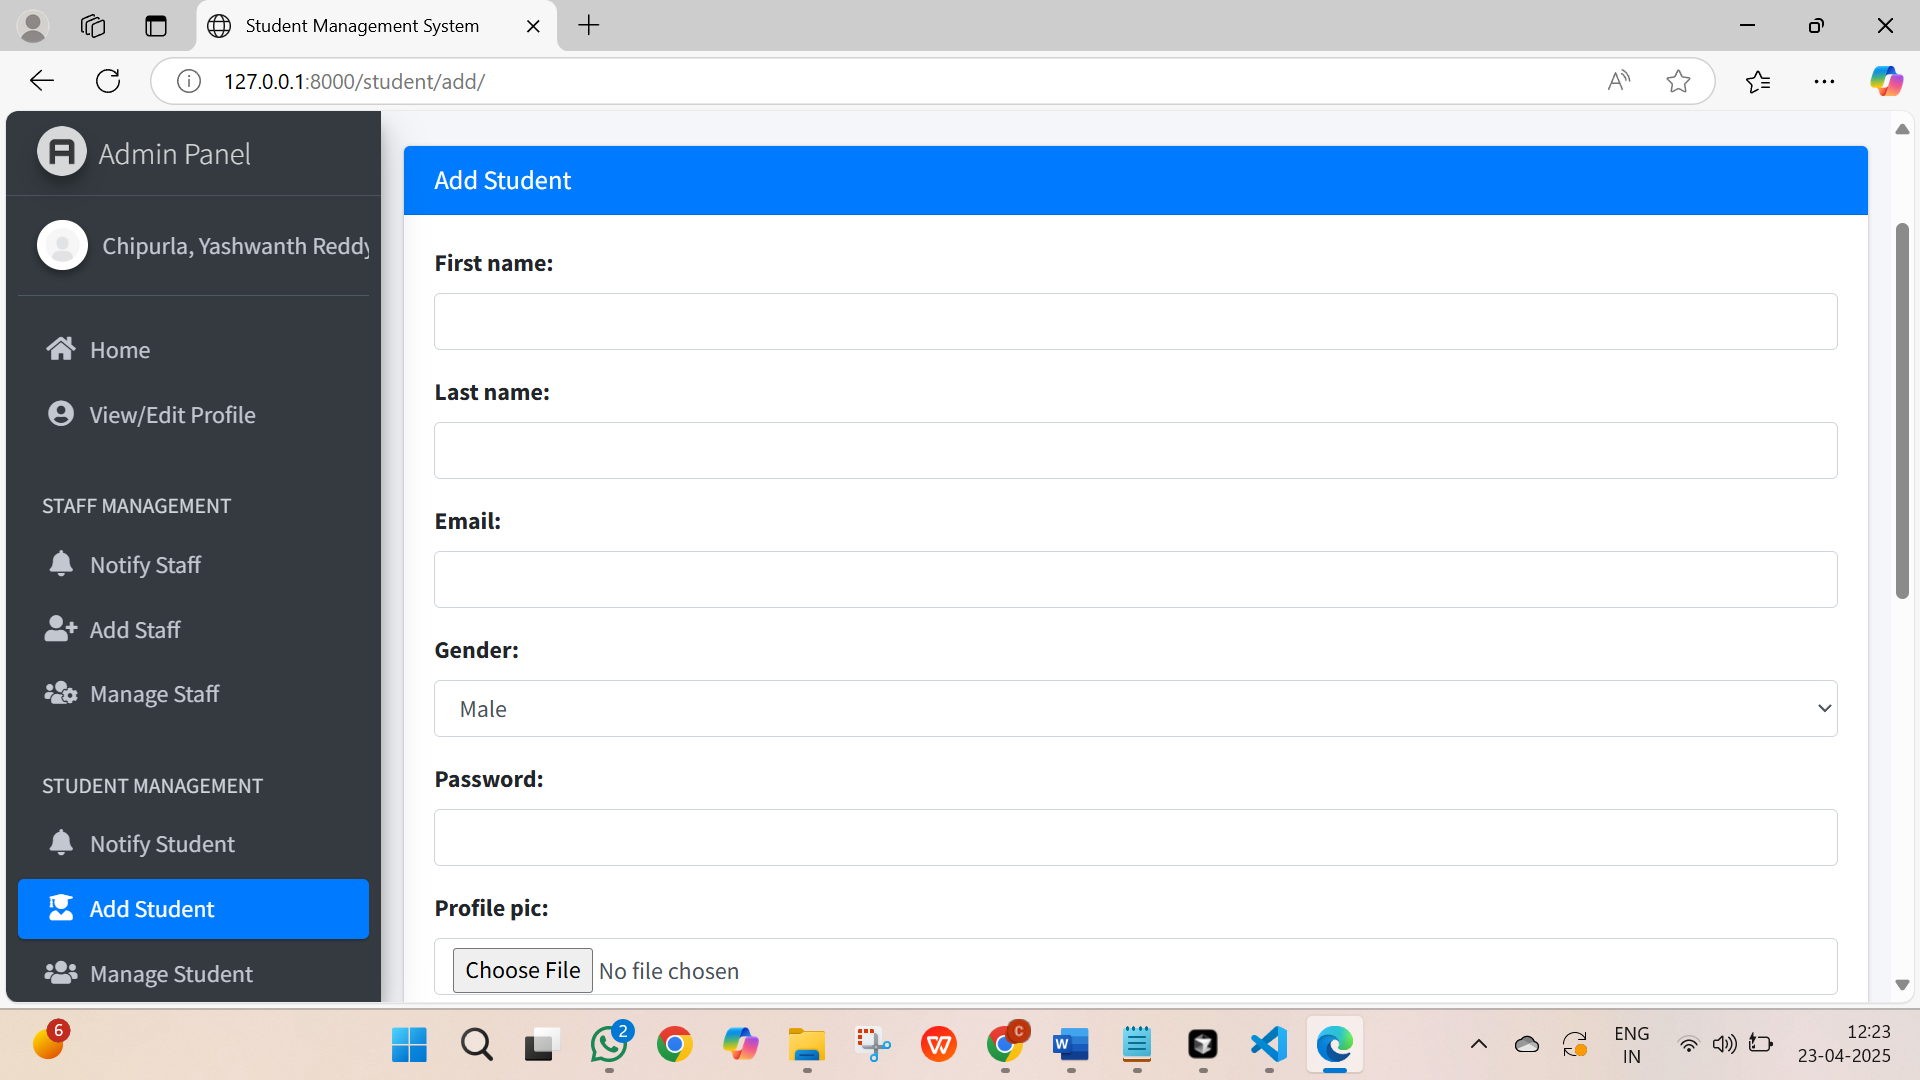 Student Management System
127.0.0.1:8000/student/add/
Admin Panel
Chipurla, Yashwanth Reddy
Home
View/Edit Profile
STAFF MANAGEMENT
Notify Staff
Add Staff
Manage Staff
STUDENT MANAGEMENT
Notify Student
Add Student
Manage Student
Add Student
First name:
Last name:
Email:
Gender:
Male
Password:
Profile pic:
Choose File No file chosen
6
2
C
W
ENG
IN
12:23
23-04-2025